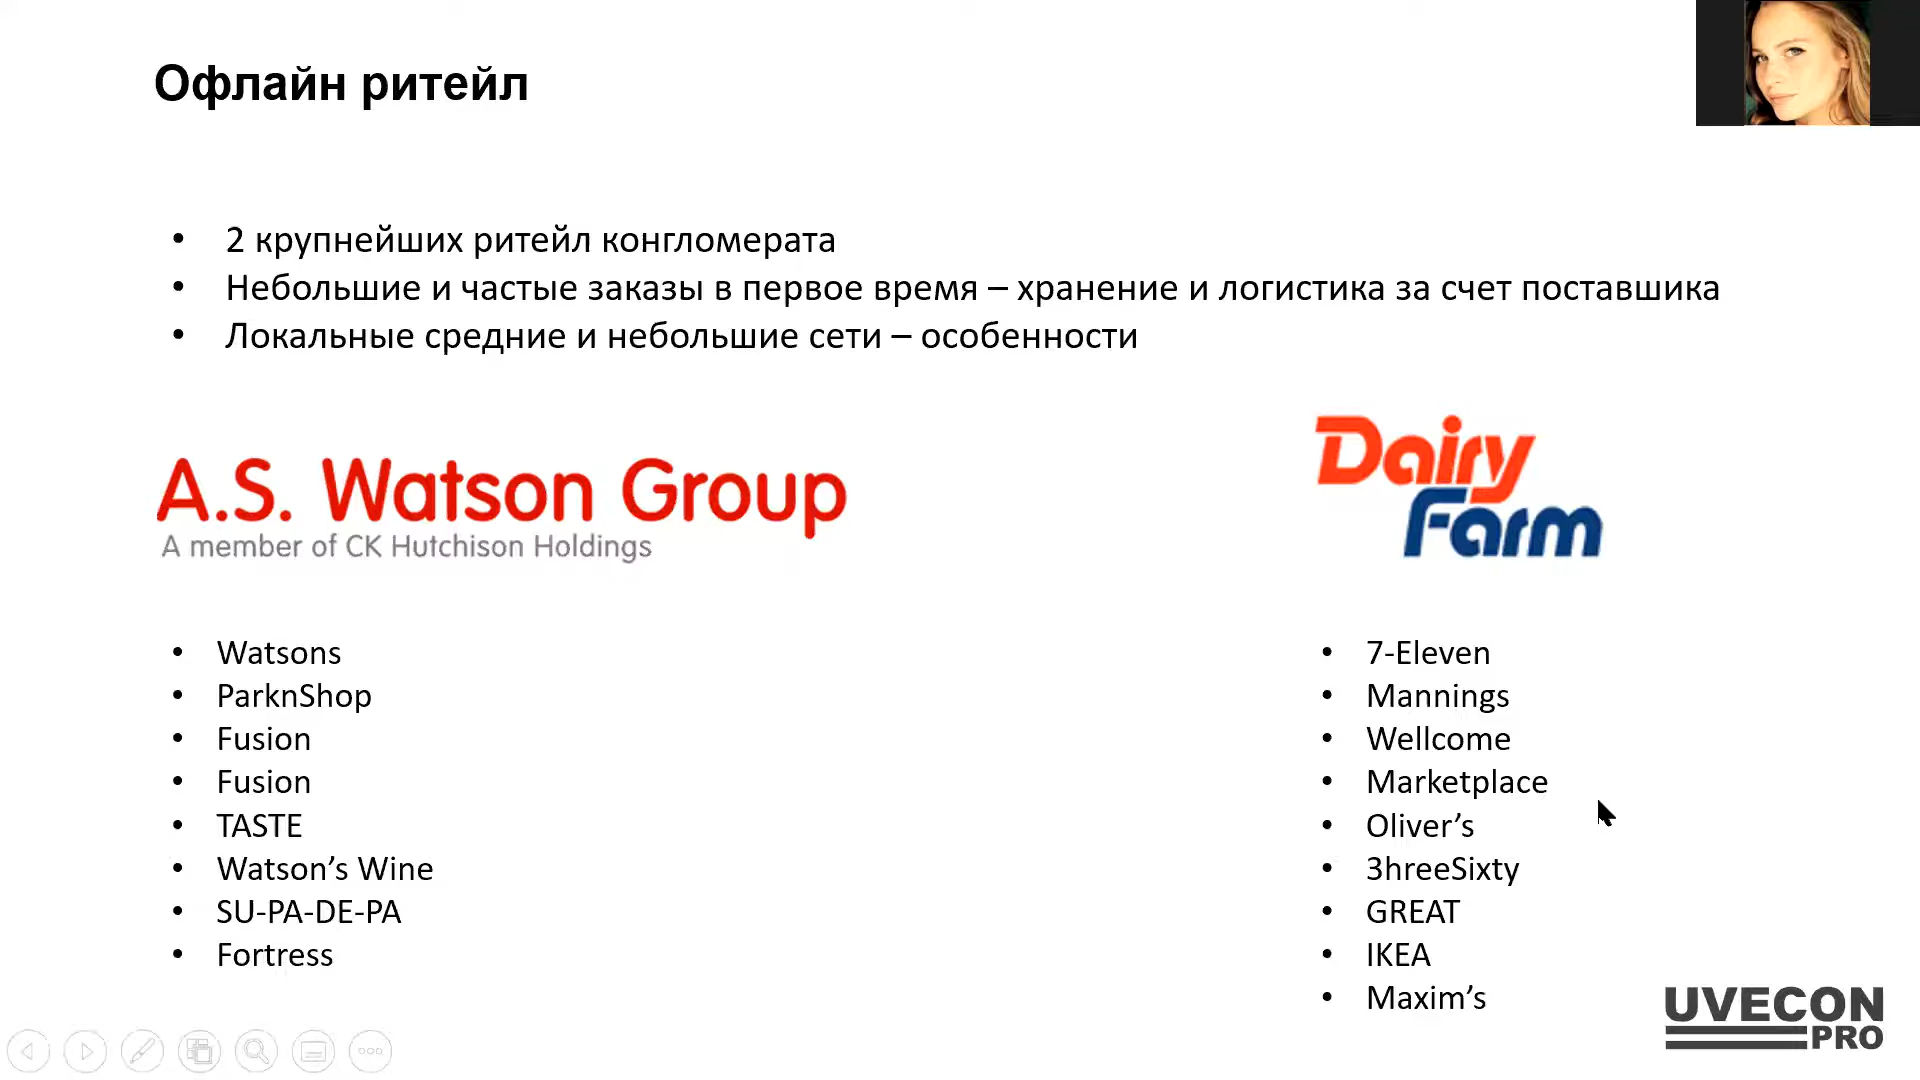 Офлайн ритейл
• 2 крупнейших ритейл конгломерата
• Небольшие и частые заказы в первое время – хранение и логистика за счет поставшика
• Локальные средние и небольшие сети – особенности
A.S. Watson Group
A member of CK Hutchison Holdings
• Watsons
• ParknShop
• Fusion
• Fusion
• TASTE
• Watson’s Wine
• SU-PA-DE-PA
• Fortress
Dairy
Farm
• 7-Eleven
• Mannings
• Wellcome
• Marketplace
• Oliver’s
• 3hreeSixty
• GREAT
• IKEA
• Maxim’s
UVECON
PRO